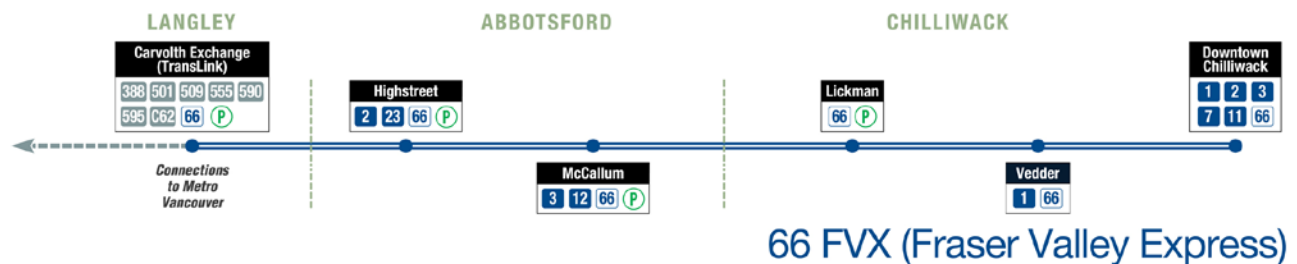 LANGLEY
ABBOTSFORD
CHILLIWACK
Carvolth Exchange
(TransLink)
388 501 509 555 590
595 C62 66 P
Highstreet
2 23 66 P
Lickman
66 P
Downtown
Chilliwack
1 2 3
7 11 66
Connections
to Metro
Vancouver
McCallum
3 12 66 P
Vedder
1 66
66 FVX (Fraser Valley Express)